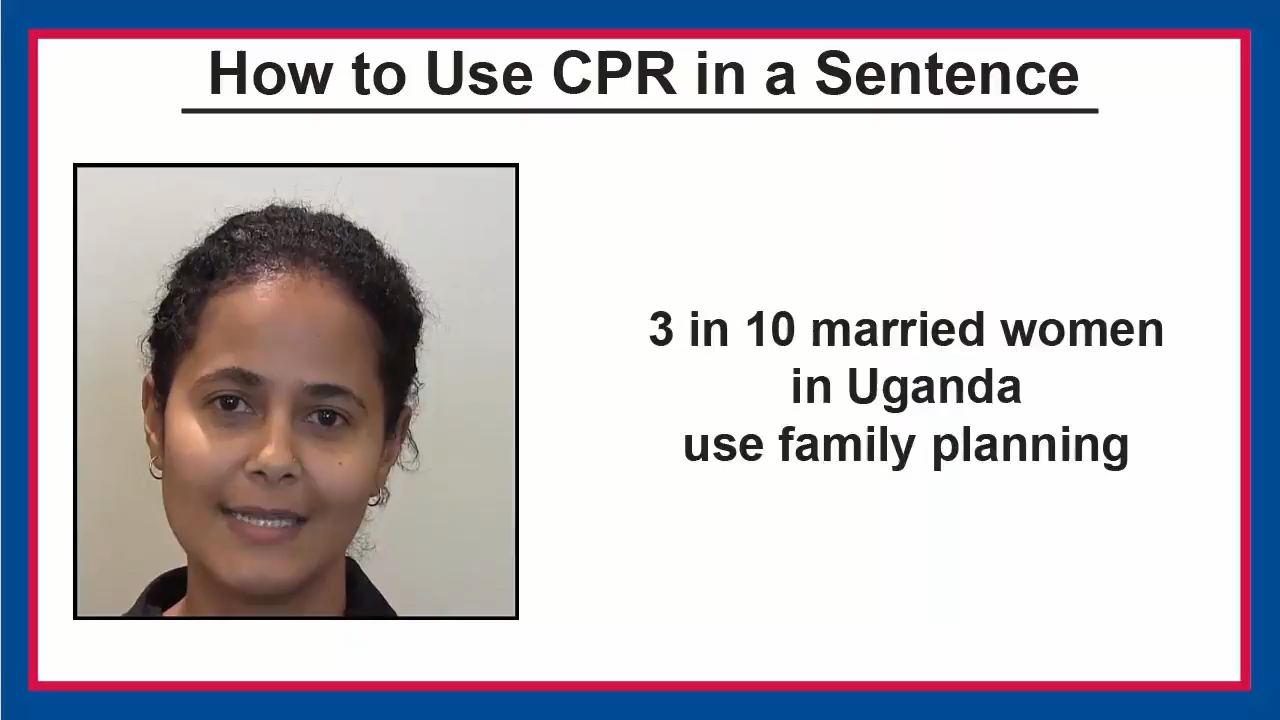 How to Use CPR in a Sentence
3 in 10 married women
in Uganda
use family planning